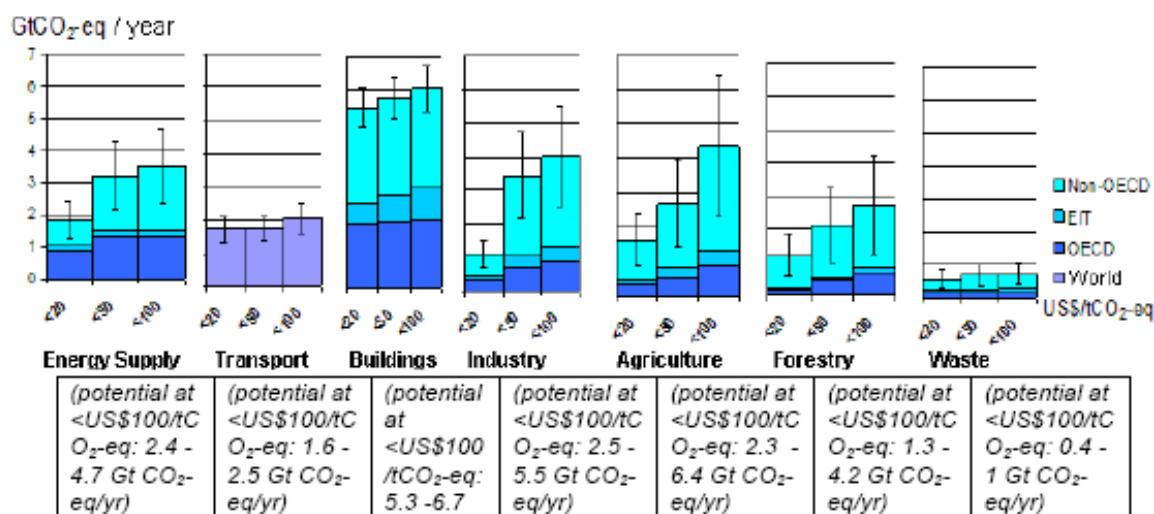 GtCO₂-eq / year
7
6
5
4
3
2
1
0
<20
<50
<100
<20
<50
<100
<20
<50
<100
<20
<50
<100
<20
<50
<100
<20
<50
<100
<20
<50
<100
Non-OECD
EIT
OECD
World
US$/tCO₂-eq
Energy Supply Transport Buildings Industry Agriculture Forestry Waste
(potential at
<US$100/tC
O₂-eq: 2.4 -
4.7 Gt CO₂-
eq/yr)
(potential at
<US$100/tC
O₂-eq: 1.6 -
2.5 Gt CO₂-
eq/yr)
(potential
at
<US$100
/tCO₂-eq:
5.3 -6.7
(potential at
<US$100/tC
O₂-eq: 2.5 -
5.5 Gt CO₂-
eq/yr)
(potential at
<US$100/tC
O₂-eq: 2.3 -
6.4 Gt CO₂-
eq/yr)
(potential at
<US$100/tC
O₂-eq: 1.3 -
4.2 Gt CO₂-
eq/yr)
(potential at
<US$100/tC
O₂-eq: 0.4 -
1 Gt CO₂-
eq/yr)